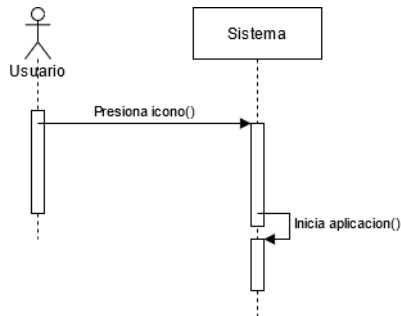 Usuario
Sistema
Presiona icono()
Inicia aplicacion()